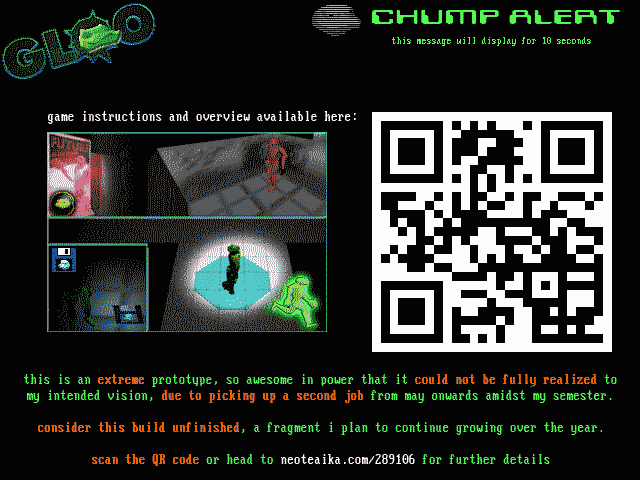 GLOO
CHUMP ALERT
this message will display for 10 seconds
game instructions and overview available here:
FUTURE
this is an extreme prototype, so awesome in power that it could not be fully realized to
my intended vision, due to picking up a second job from may onwards amidst my semester.
consider this build unfinished, a fragment i plan to continue growing over the year.
scan the QR code or head to neoteaika.com/289106 for further details